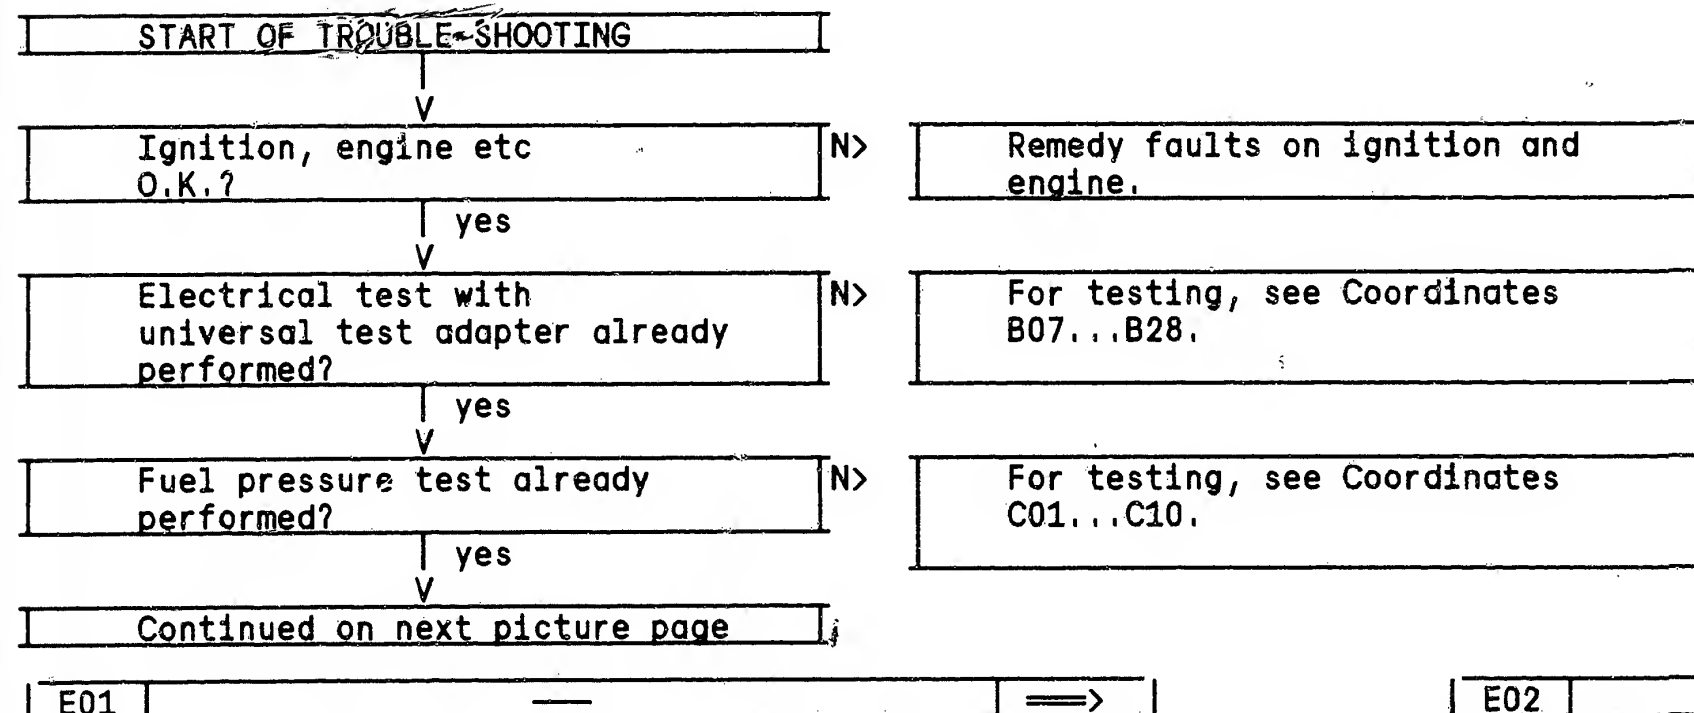 START OF TROUBLE-SHOOTING
Ignition, engine etc
O.K.?
N>
Remedy faults on ignition and
engine.
yes
Electrical test with
universal test adapter already
performed?
N>
For testing, see Coordinates
B07...B28.
yes
Fuel pressure test already
performed?
N>
For testing, see Coordinates
C01...C10.
yes
Continued on next picture page
E01
E02